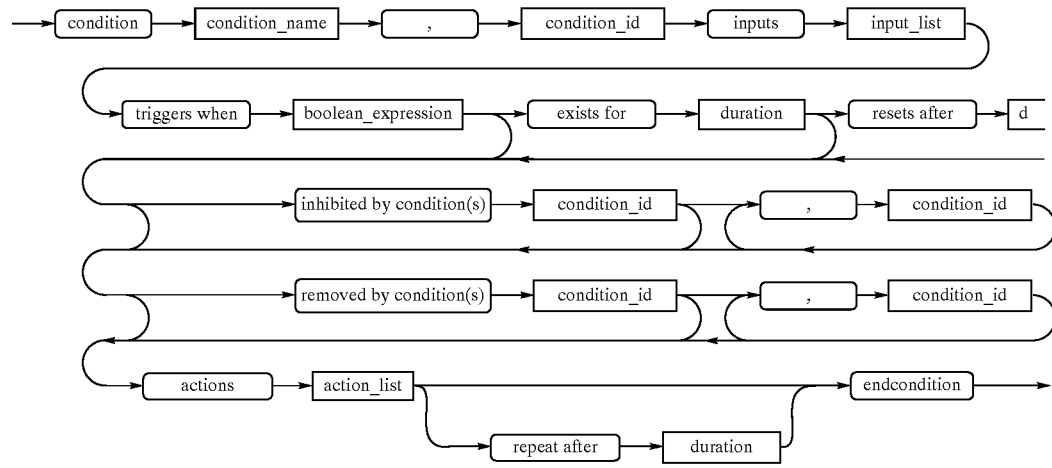 condition condition_name , condition_id inputs input_list
triggers when boolean_expression exists for duration resets after d
inhibited by condition(s) condition_id , condition_id
removed by condition(s) condition_id , condition_id
actions action_list endcondition
repeat after duration